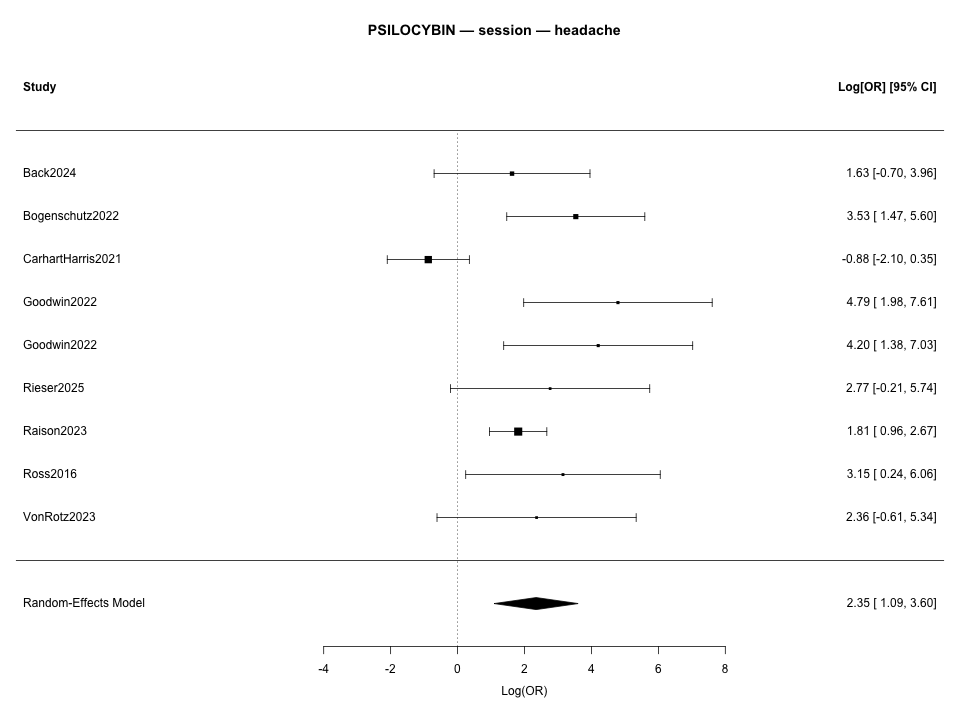 PSILOCYBIN — session — headache
Study Log[OR] [95% CI]
Back2024 1.63 [-0.70, 3.96]
Bogenschutz2022 3.53 [ 1.47, 5.60]
CarhartHarris2021 -0.88 [-2.10, 0.35]
Goodwin2022 4.79 [ 1.98, 7.61]
Goodwin2022 4.20 [ 1.38, 7.03]
Rieser2025 2.77 [-0.21, 5.74]
Raison2023 1.81 [ 0.96, 2.67]
Ross2016 3.15 [ 0.24, 6.06]
VonRotz2023 2.36 [-0.61, 5.34]
Random-Effects Model 2.35 [ 1.09, 3.60]
-4 -2 0 2 4 6 8
Log(OR)